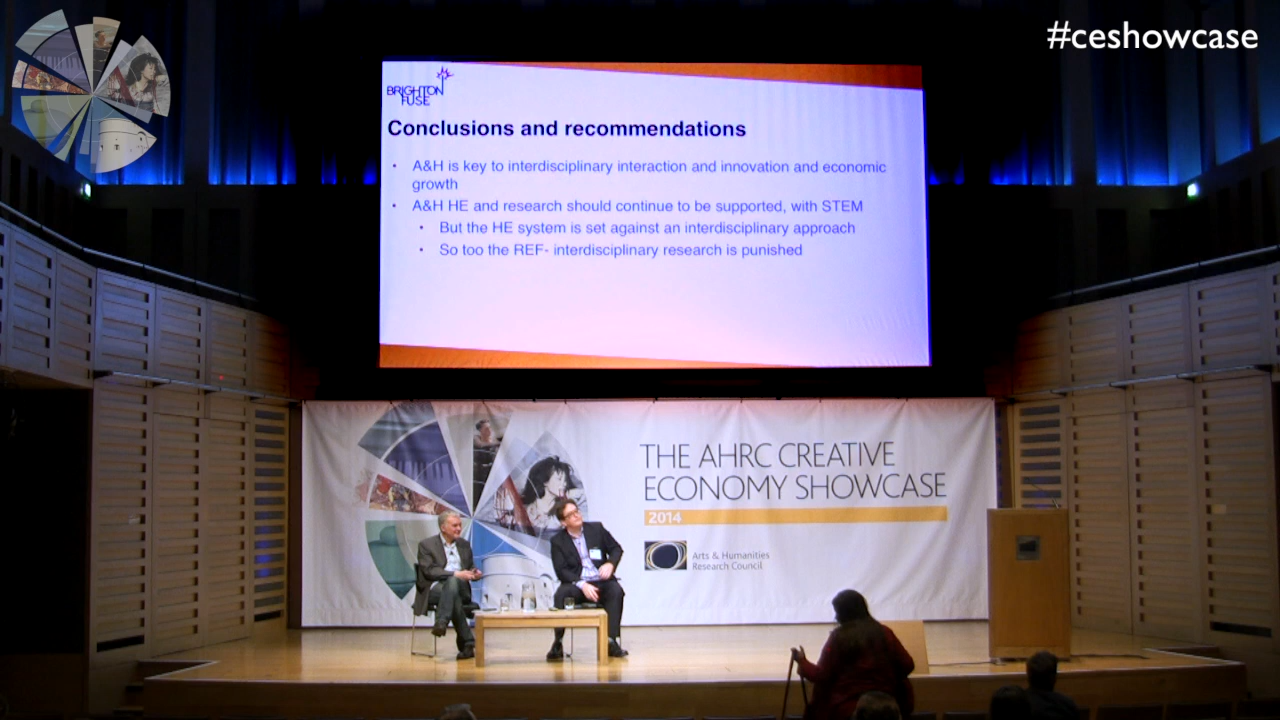 #ceshowcase
BRIGHTON
FUSE
Conclusions and recommendations
• A&H is key to interdisciplinary interaction and innovation and economic
growth
• A&H HE and research should continue to be supported, with STEM
• But the HE system is set against an interdisciplinary approach
• So too the REF- interdisciplinary research is punished
THE AHRC CREATIVE
ECONOMY SHOWCASE
2014
Arts & Humanities
Research Council